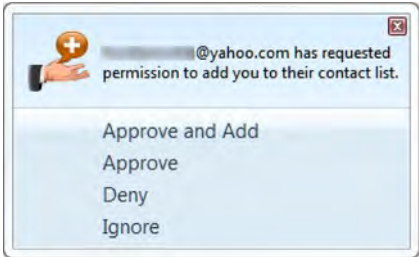 @yahoo.com has requested
permission to add you to their contact list.
Approve and Add
Approve
Deny
Ignore